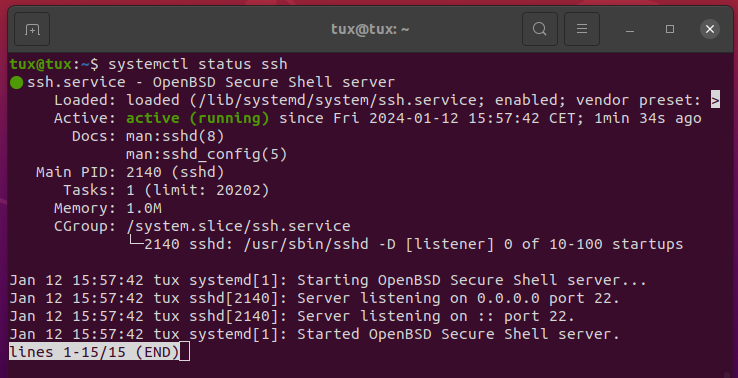 tux@tux: ~
tux@tux:~$ systemctl status ssh
● ssh.service - OpenBSD Secure Shell server
     Loaded: loaded (/lib/systemd/system/ssh.service; enabled; vendor preset: >
     Active: active (running) since Fri 2024-01-12 15:57:42 CET; 1min 34s ago
       Docs: man:sshd(8)
             man:sshd_config(5)
   Main PID: 2140 (sshd)
      Tasks: 1 (limit: 20202)
     Memory: 1.0M
     CGroup: /system.slice/ssh.service
             └─2140 sshd: /usr/sbin/sshd -D [listener] 0 of 10-100 startups
Jan 12 15:57:42 tux systemd[1]: Starting OpenBSD Secure Shell server...
Jan 12 15:57:42 tux sshd[2140]: Server listening on 0.0.0.0 port 22.
Jan 12 15:57:42 tux sshd[2140]: Server listening on :: port 22.
Jan 12 15:57:42 tux systemd[1]: Started OpenBSD Secure Shell server.
lines 1-15/15 (END)